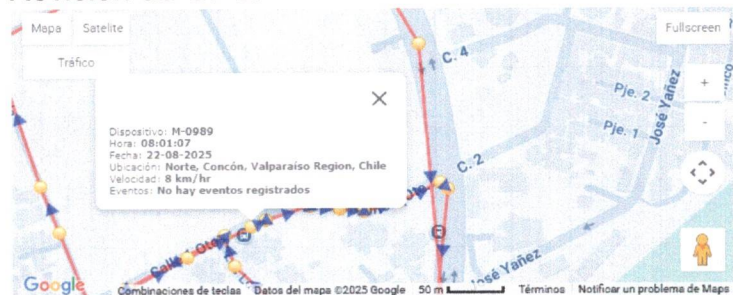 Mapa Satélite
Fullscreen
Tráfico
C. 4
Pje. 2
Pje. 1
José Yañez
+
-
Dispositivo: M-0989
Hora: 08:01:07
Fecha: 22-08-2025
Ubicación: Norte, Concón, Valparaíso Region, Chile
Velocidad: 8 km/hr
Eventos: No hay eventos registrados
C. 2
José Yañez
Google
Combinaciones de teclas
Datos del mapa ©2025 Google
50 m
Términos
Notificar un problema de Maps